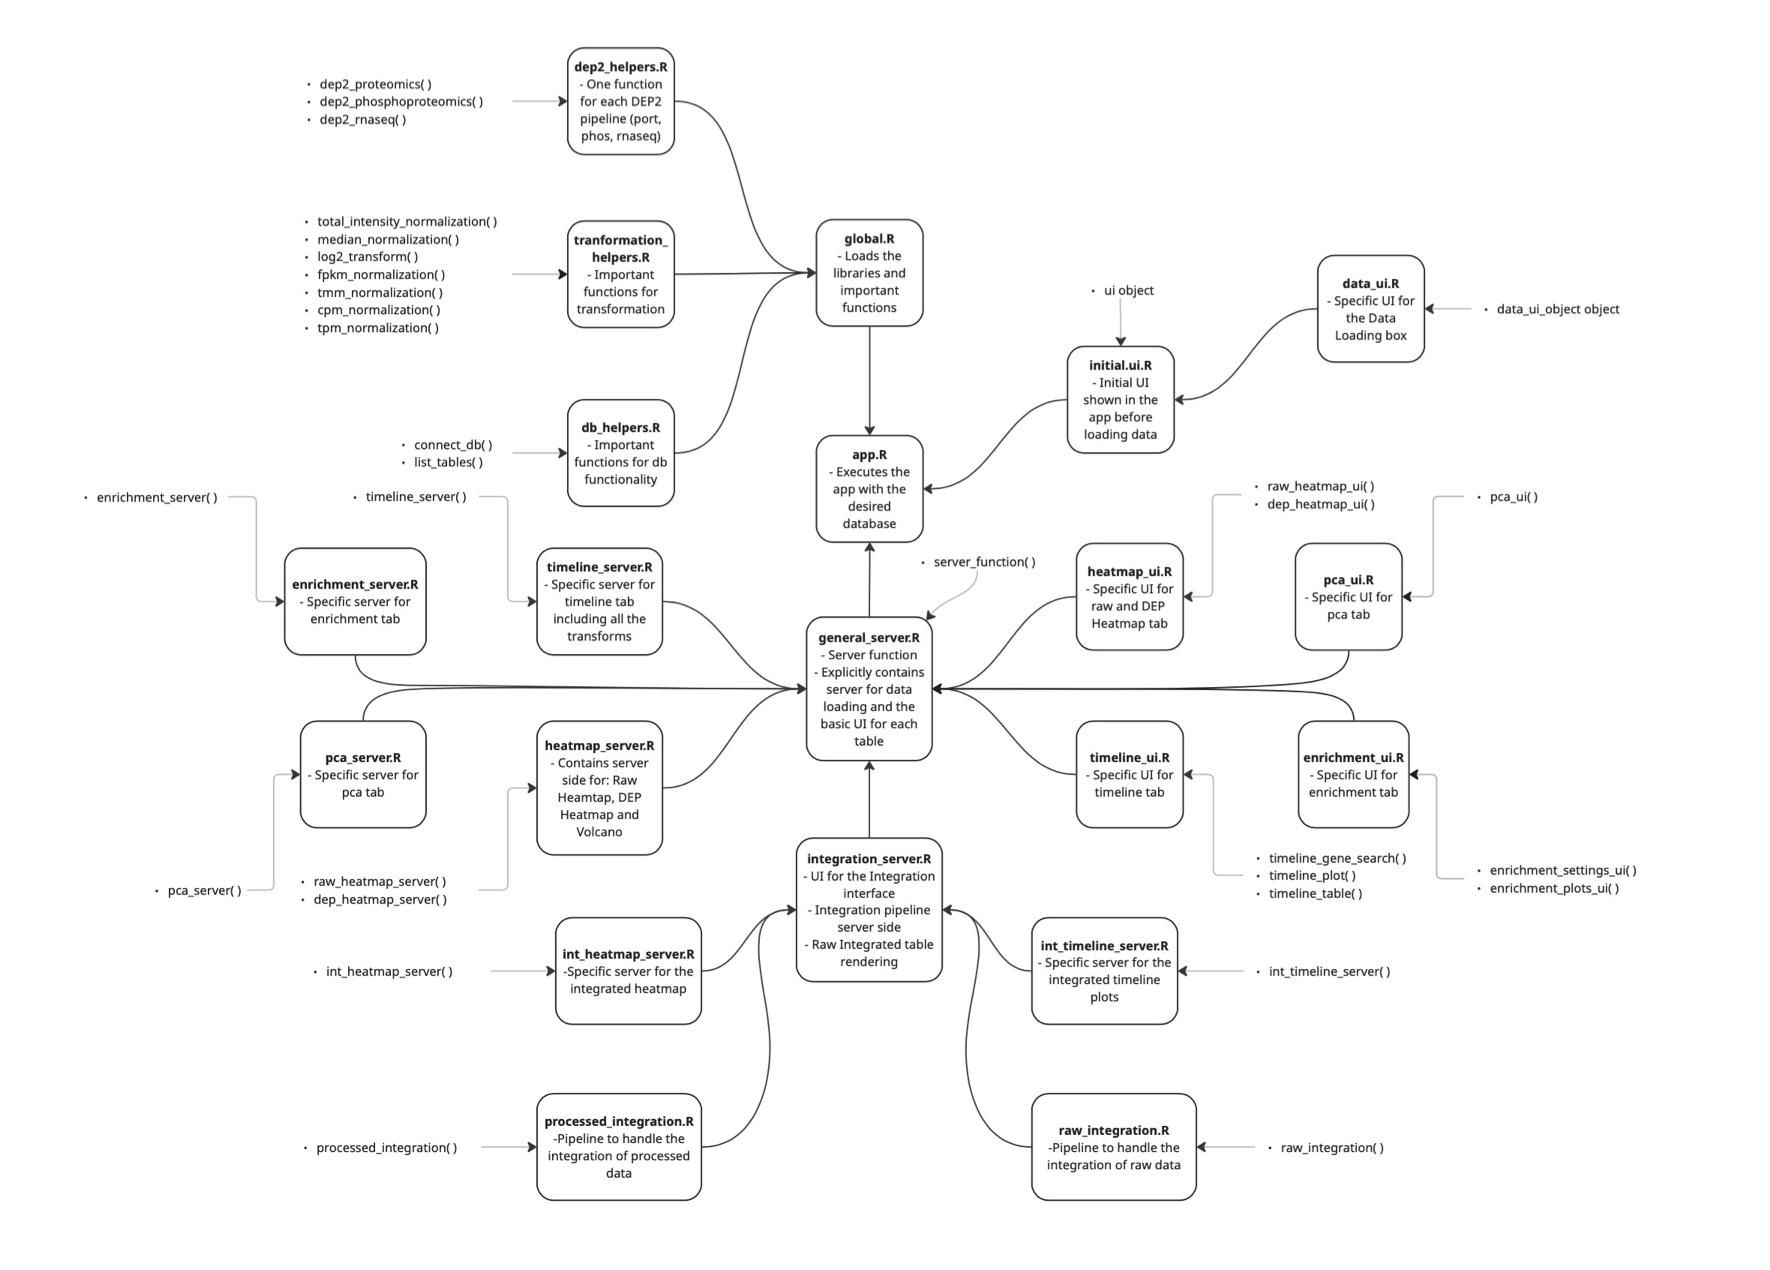 dep2_helpers.R
- One function
for each DEP2
pipeline (port,
phos, rnaseq)
• dep2_proteomics( )
• dep2_phosphoproteomics( )
• dep2_rnaseq( )
• total_intensity_normalization( )
• median_normalization( )
• log2_transform( )
• fpkm_normalization( )
• tmm_normalization( )
• cpm_normalization( )
• tpm_normalization( )
tranformation_
helpers.R
- Important
functions for
transformation
global.R
- Loads the
libraries and
important
functions
• ui object
data_ui.R
- Specific UI for
the Data
Loading box
• data_ui_object object
initial.ui.R
- Initial UI
shown in the
app before
loading data
• connect_db( )
• list_tables( )
db_helpers.R
- Important
functions for db
functionality
app.R
- Executes the
app with the
desired
database
• enrichment_server( )
• timeline_server( )
• raw_heatmap_ui( )
• dep_heatmap_ui( )
• pca_ui( )
enrichment_server.R
- Specific server for
enrichment tab
timeline_server.R
- Specific server for
timeline tab
including all the
transforms
• server_function( )
heatmap_ui.R
- Specific UI for
raw and DEP
Heatmap tab
pca_ui.R
- Specific UI for
pca tab
general_server.R
- Server function
- Explicitly contains
server for data
loading and the
basic UI for each
table
pca_server.R
- Specific server for
pca tab
heatmap_server.R
- Contains server
side for: Raw
Heamtap, DEP
Heatmap and
Volcano
timeline_ui.R
- Specific UI for
timeline tab
enrichment_ui.R
- Specific UI for
enrichment tab
• pca_server( )
• raw_heatmap_server( )
• dep_heatmap_server( )
integration_server.R
- UI for the Integration
interface
- Integration pipeline
server side
- Raw Integrated table
rendering
• timeline_gene_search( )
• timeline_plot( )
• timeline_table( )
• enrichment_settings_ui( )
• enrichment_plots_ui( )
• int_heatmap_server( )
int_heatmap_server.R
-Specific server for the
integrated heatmap
int_timeline_server.R
- Specific server for the
integrated timeline
plots
• int_timeline_server( )
• processed_integration( )
processed_integration.R
-Pipeline to handle the
integration of processed
data
raw_integration.R
-Pipeline to handle the
integration of raw data
• raw_integration( )